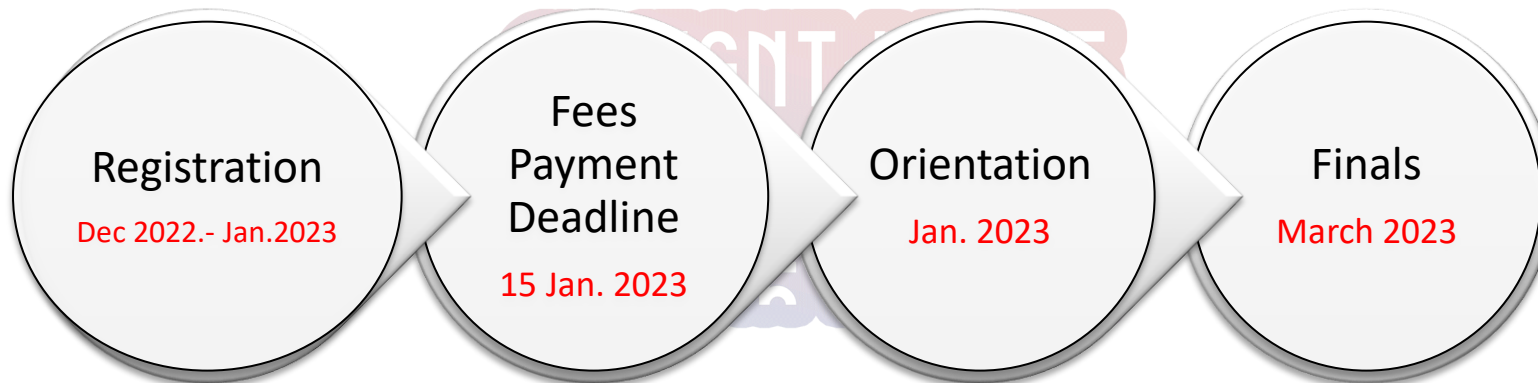 Registration
Dec 2022.- Jan.2023
Fees
Payment
Deadline
15 Jan. 2023
Orientation
Jan. 2023
Finals
March 2023